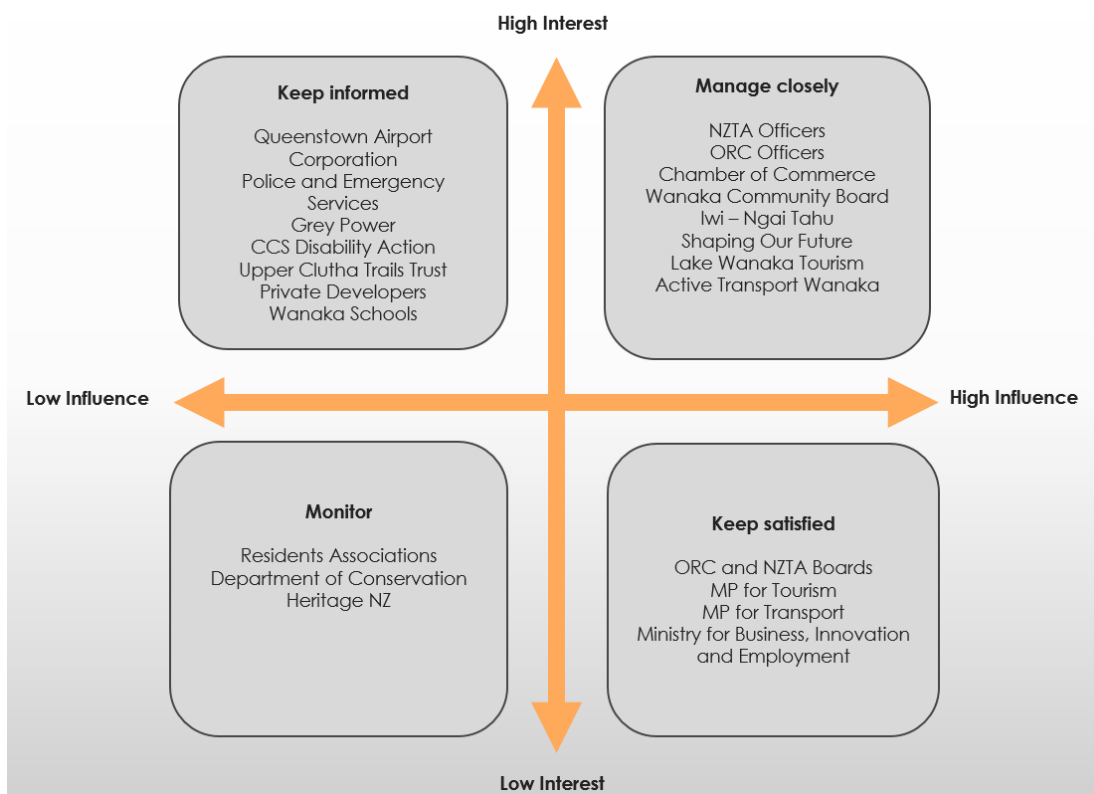 High Interest
Keep informed
Queenstown Airport
Corporation
Police and Emergency
Services
Grey Power
CCS Disability Action
Upper Clutha Trails Trust
Private Developers
Wanaka Schools
Manage closely
NZTA Officers
ORC Officers
Chamber of Commerce
Wanaka Community Board
Iwi – Ngai Tahu
Shaping Our Future
Lake Wanaka Tourism
Active Transport Wanaka
Low Influence
High Influence
Monitor
Residents Associations
Department of Conservation
Heritage NZ
Keep satisfied
ORC and NZTA Boards
MP for Tourism
MP for Transport
Ministry for Business, Innovation
and Employment
Low Interest